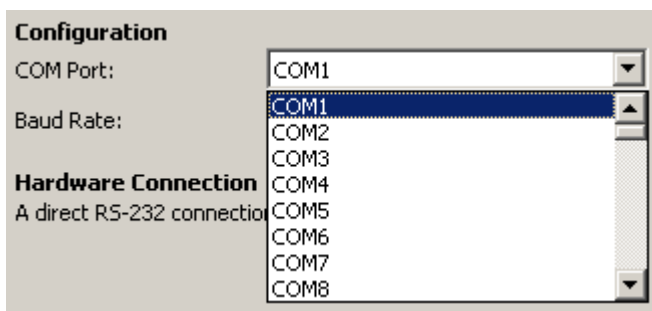 Configuration
COM Port: COM1
COM1
Baud Rate:
COM2
COM3
Hardware Connection COM4
A direct RS-232 connectio COM5
COM6
COM7
COM8